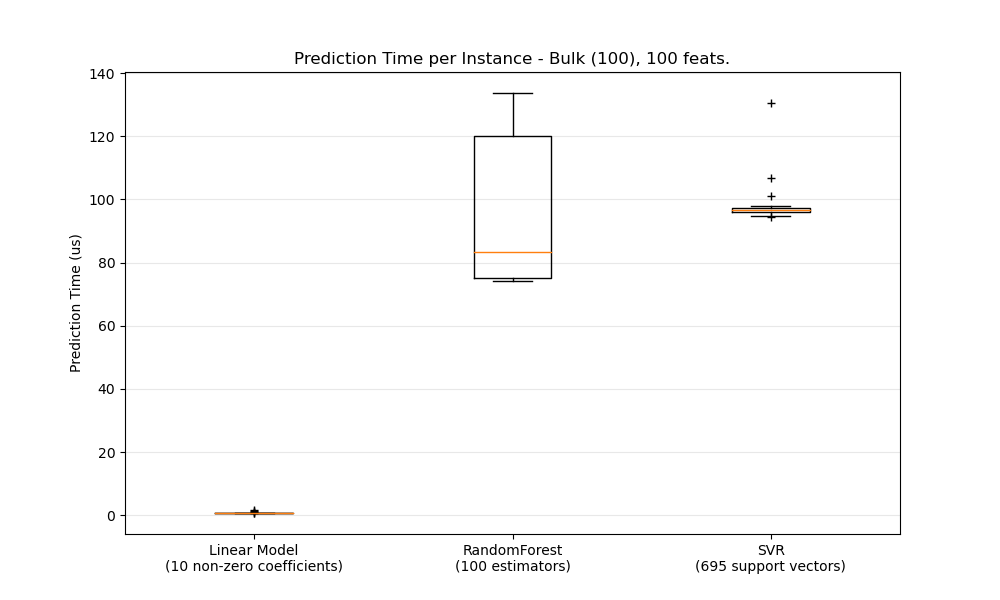 Prediction Time per Instance - Bulk (100), 100 feats.
140
120
100
80
60
40
20
0
Prediction Time (us)
Linear Model
(10 non-zero coefficients)
RandomForest
(100 estimators)
SVR
(695 support vectors)